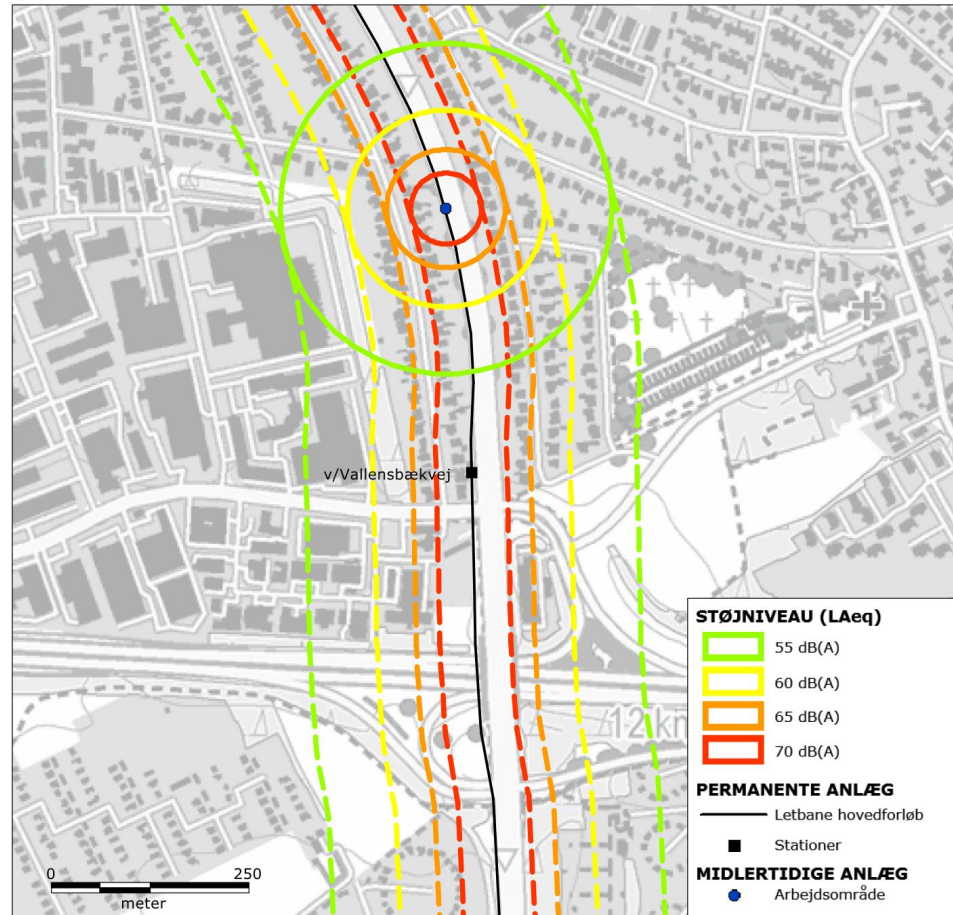 v/Vallensbækvej
12 km
STØJNIVEAU (LAeq)
55 dB(A)
60 dB(A)
65 dB(A)
70 dB(A)
PERMANENTE ANLÆG
Letbane hovedforløb
Stationer
MIDLERTIDIGE ANLÆG
Arbejdsområde
0 250
meter